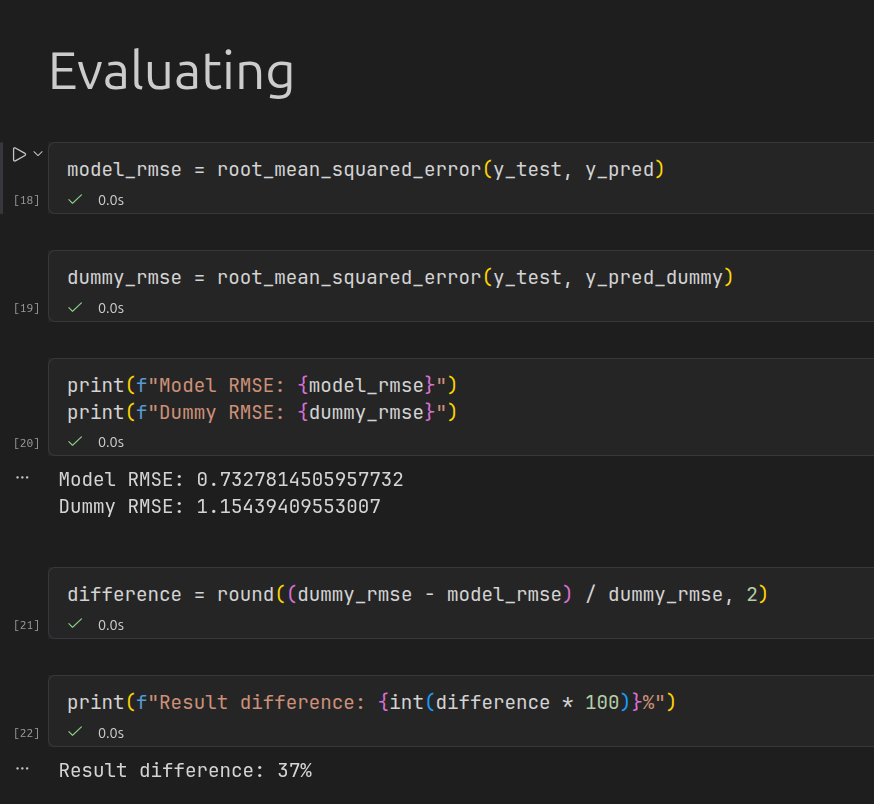 Evaluating
model_rmse = root_mean_squared_error(y_test, y_pred)
[18]
0.0s
dummy_rmse = root_mean_squared_error(y_test, y_pred_dummy)
[19]
0.0s
print(f"Model RMSE: {model_rmse}")
print(f"Dummy RMSE: {dummy_rmse}")
[20]
0.0s
...
Model RMSE: 0.7327814505957732
Dummy RMSE: 1.15439409553007
difference = round((dummy_rmse - model_rmse) / dummy_rmse, 2)
[21]
0.0s
print(f"Result difference: {int(difference * 100)}%")
[22]
0.0s
...
Result difference: 37%